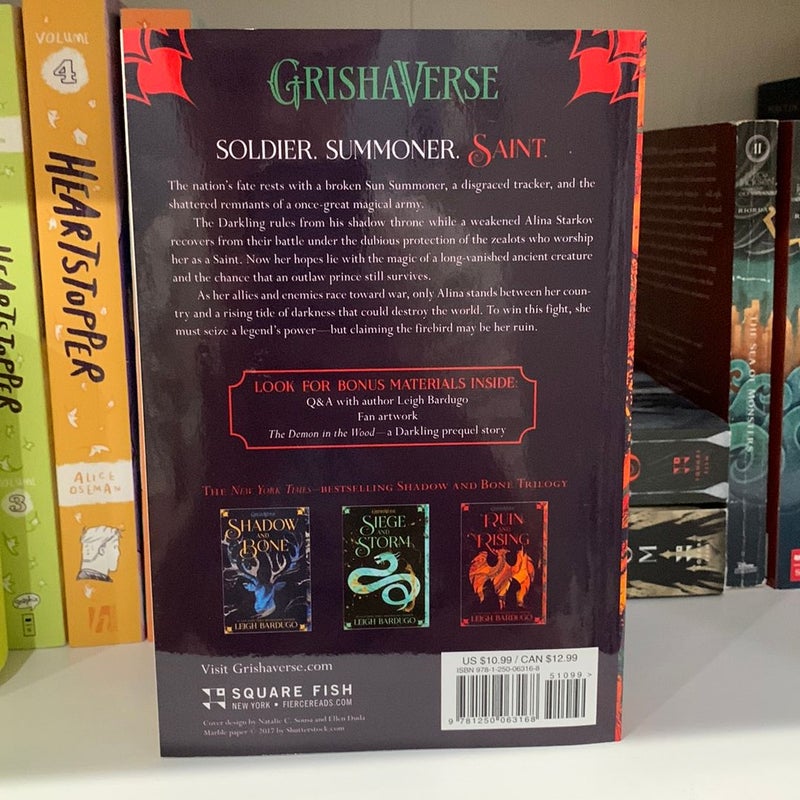 GRISHAVERSE
SOLDIER. SUMMONER. SAINT.
The nation's fate rests with a broken Sun Summoner, a disgraced tracker, and the
shattered remnants of a once-great magical army.
The Darkling rules from his shadow throne while a weakened Alina Starkov
recovers from their battle under the dubious protection of the zealots who worship
her as a Saint. Now her hopes lie with the magic of a long-vanished ancient creature
and the chance that an outlaw prince still survives.
As her allies and enemies race toward war, only Alina stands between her coun-
try and a rising tide of darkness that could destroy the world. To win this fight, she
must seize a legend's power—but claiming the firebird may be her ruin.
LOOK FOR BONUS MATERIALS INSIDE:
Q&A with author Leigh Bardugo
Fan artwork
The Demon in the Wood—a Darkling prequel story
THE NEW YORK TIMES–BESTSELLING SHADOW AND BONE TRILOGY
SHADOW
AND
BONE
LEIGH BARDUGO
SIEGE
AND
STORM
LEIGH BARDUGO
RUIN
AND
RISING
LEIGH BARDUGO
Visit Grishaverse.com
SQUARE FISH
NEW YORK • FIERCEREADS.COM
Cover design by Natalie C. Sousa and Ellen Duda
Marble paper © 2017 by Shutterstock.com
US $10.99 / CAN $12.99
ISBN 978-1-250-06316-8
51099>
9 781250 063168
VOLUME
4
HEARTSTOPPER
ALICE
OSEMAN
HEARTSTOPPER
3
11
RIORDAN
THE SEA OF MONSTERS